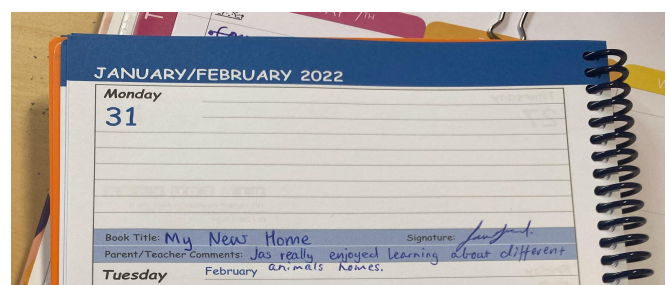 JANUARY/FEBRUARY 2022
Monday
31
Book Title: My New Home Signature:
Parent/Teacher Comments: Jas really enjoyed learning about different
animals homes.
Tuesday February